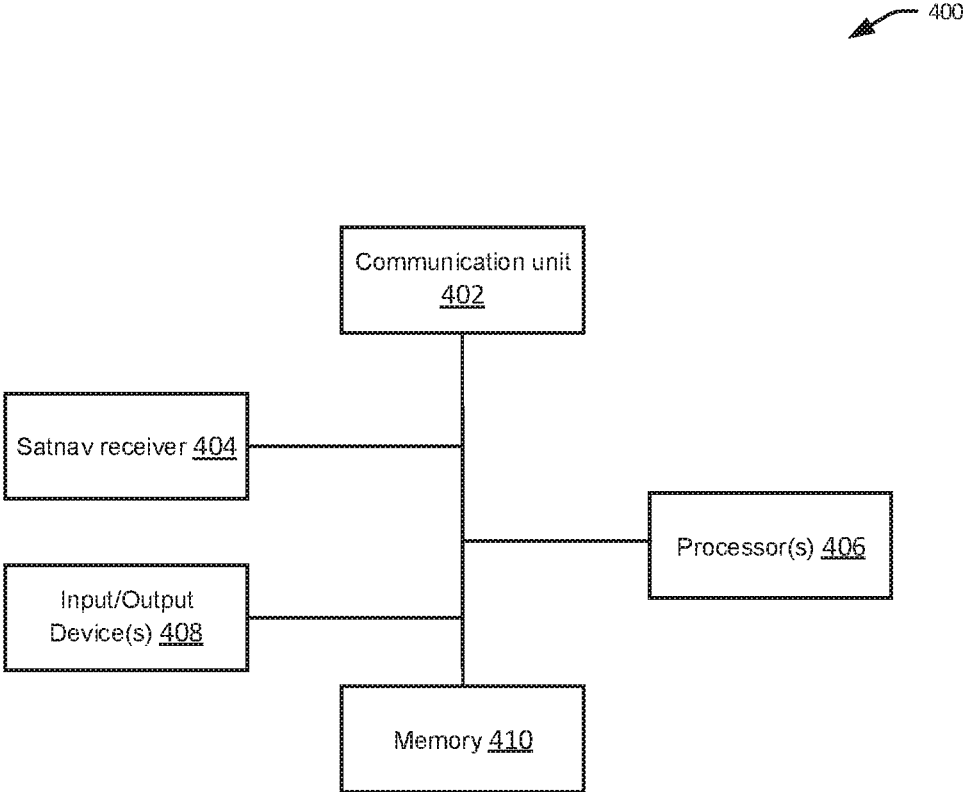 400
Communication unit
402
Satnav receiver 404
Processor(s) 406
Input/Output
Device(s) 408
Memory 410